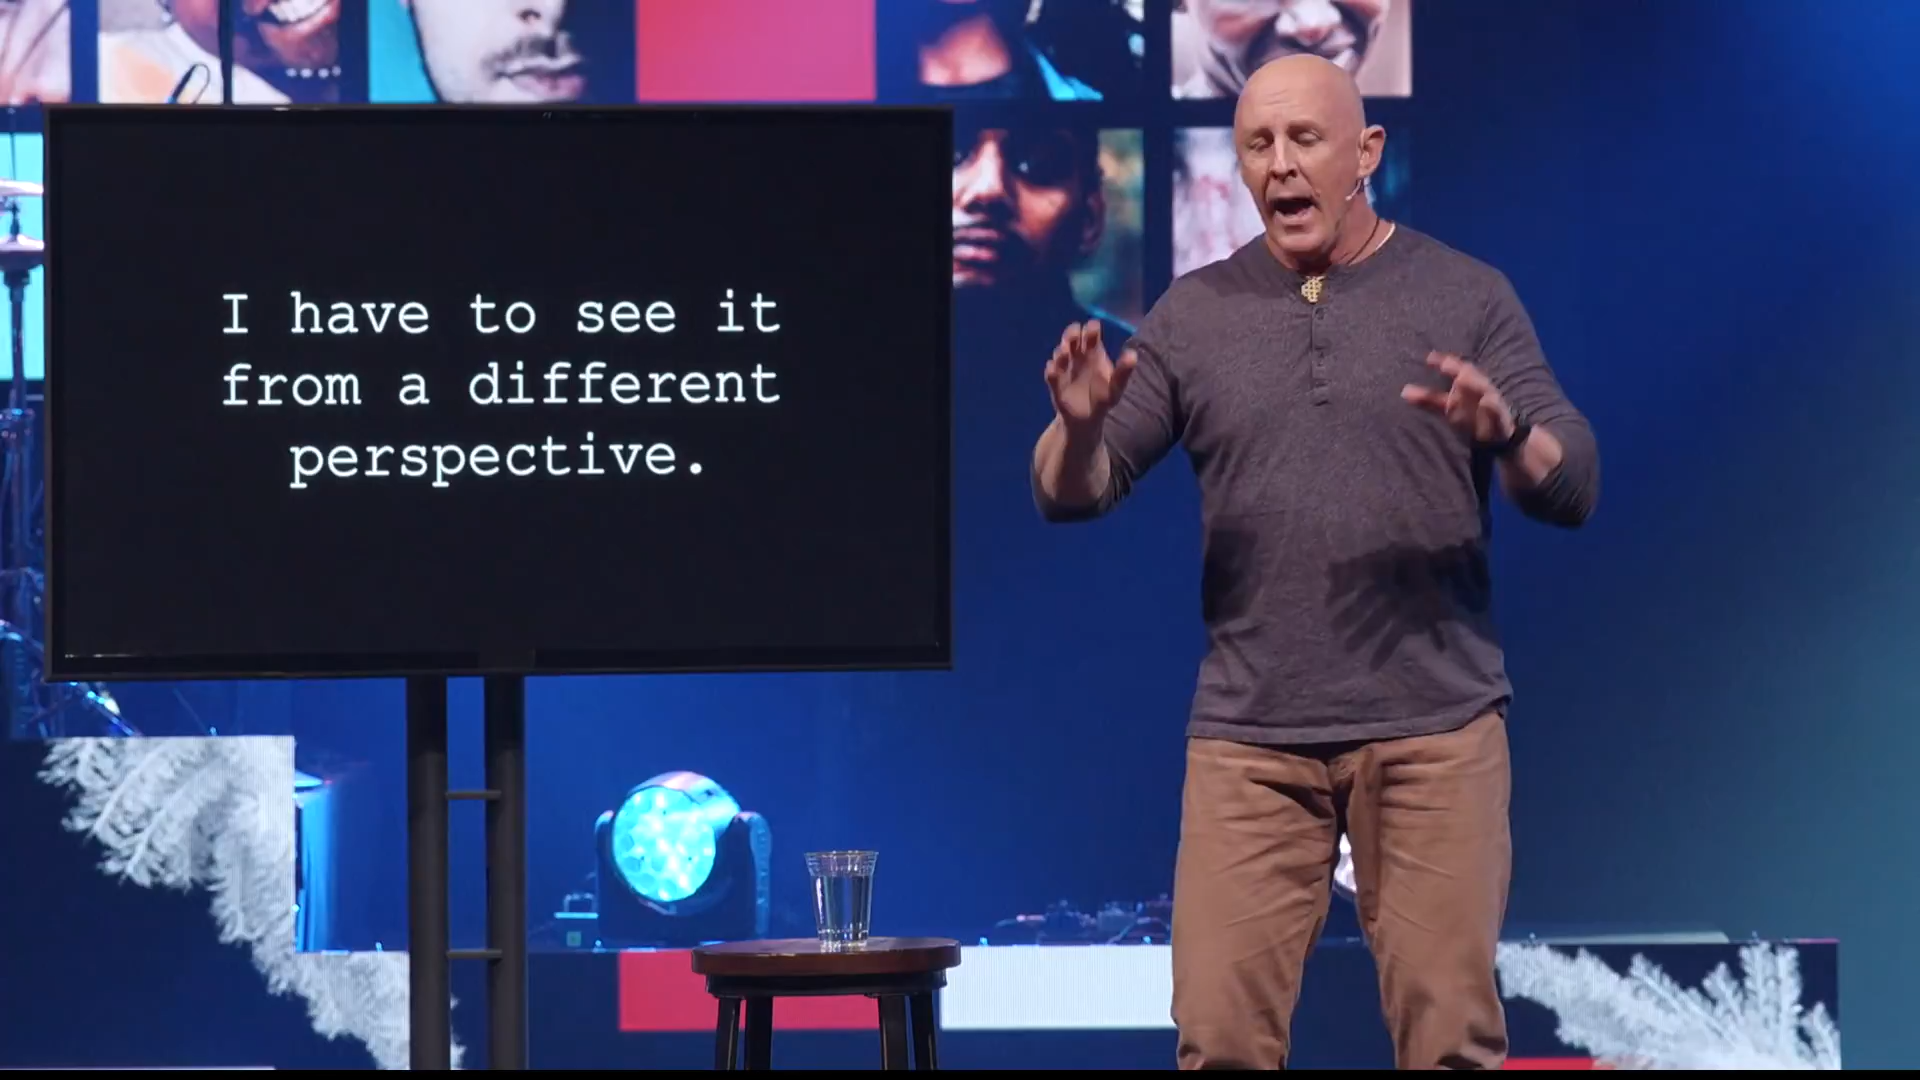 I have to see it
from a different
perspective.